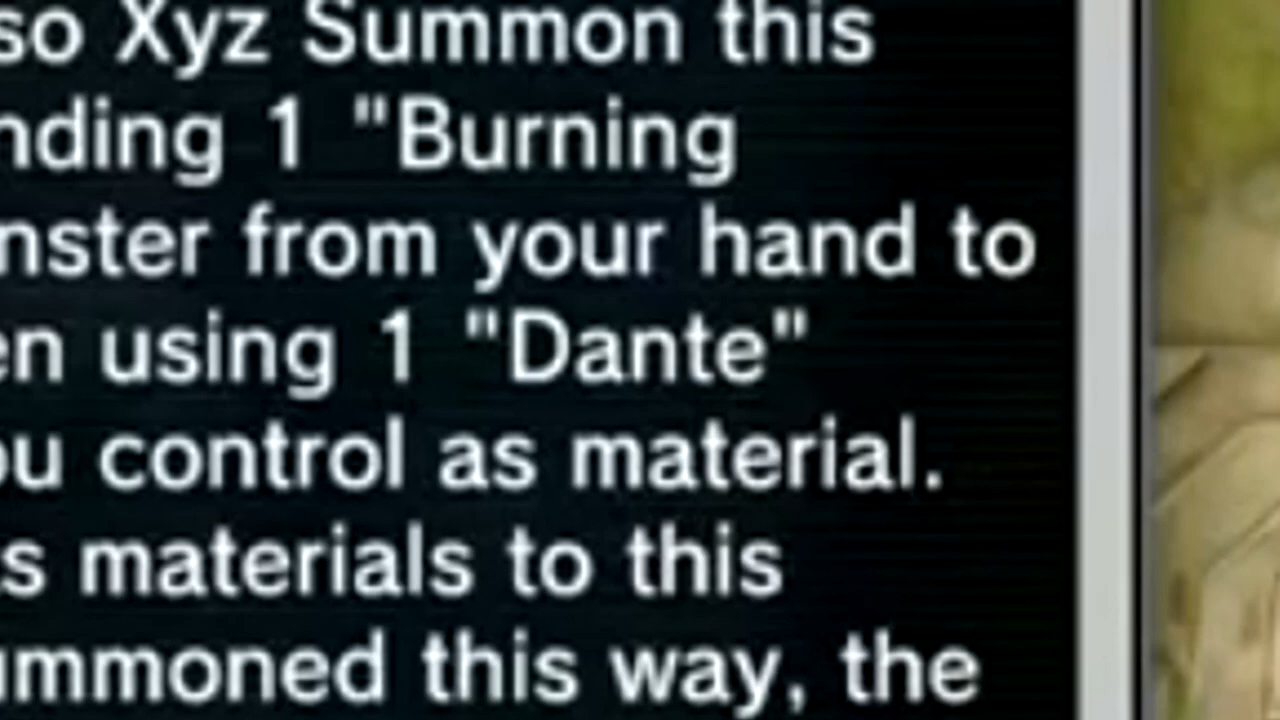 so Xyz Summon this
nding 1 "Burning
nster from your hand to
en using 1 "Dante"
ou control as material.
s materials to this
ummoned this way, the